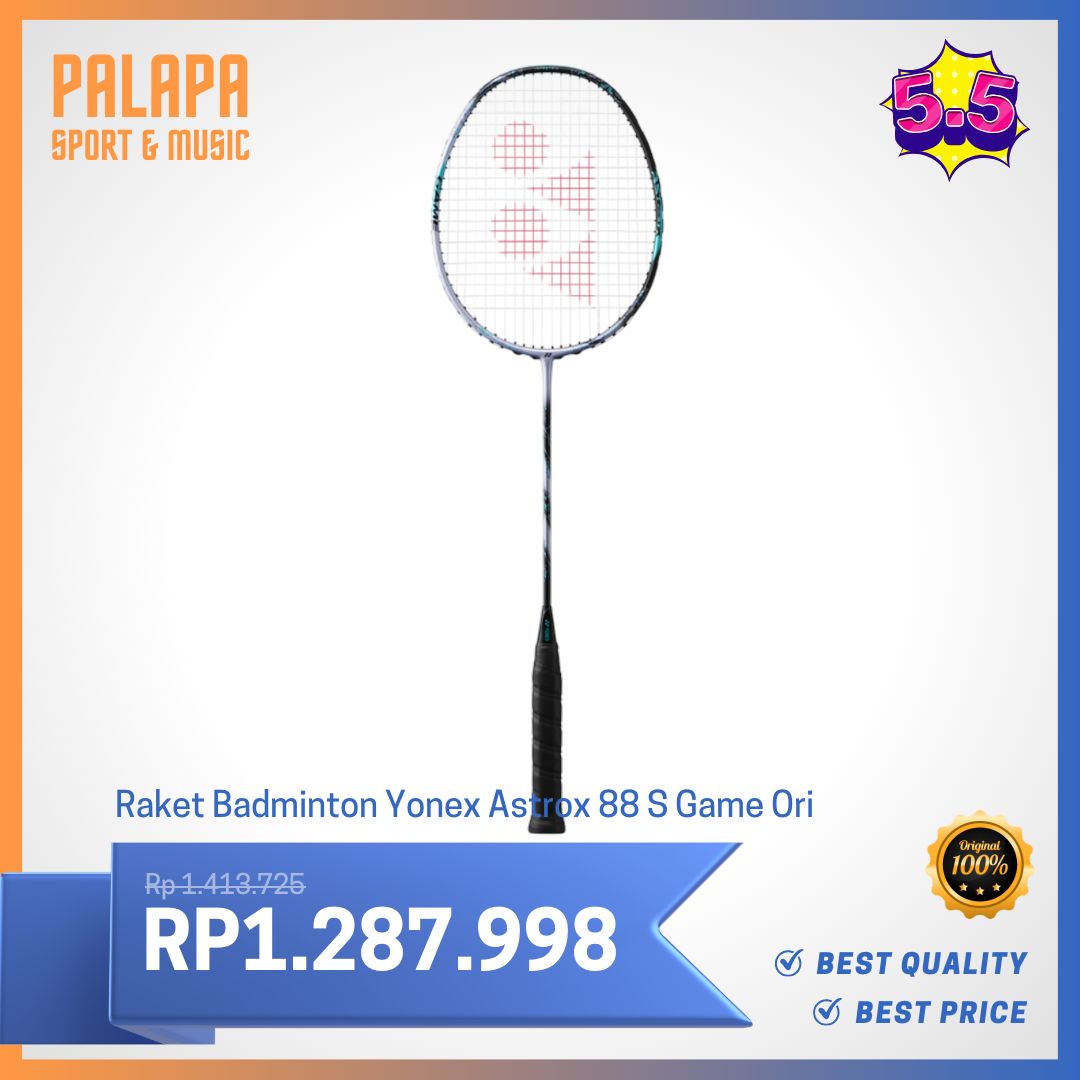 PALAPA
SPORT & MUSIC
5.5
Raket Badminton Yonex Astrox 88 S Game Ori
Rp 1.413.725
RP1.287.998
Original
100%
BEST QUALITY
BEST PRICE